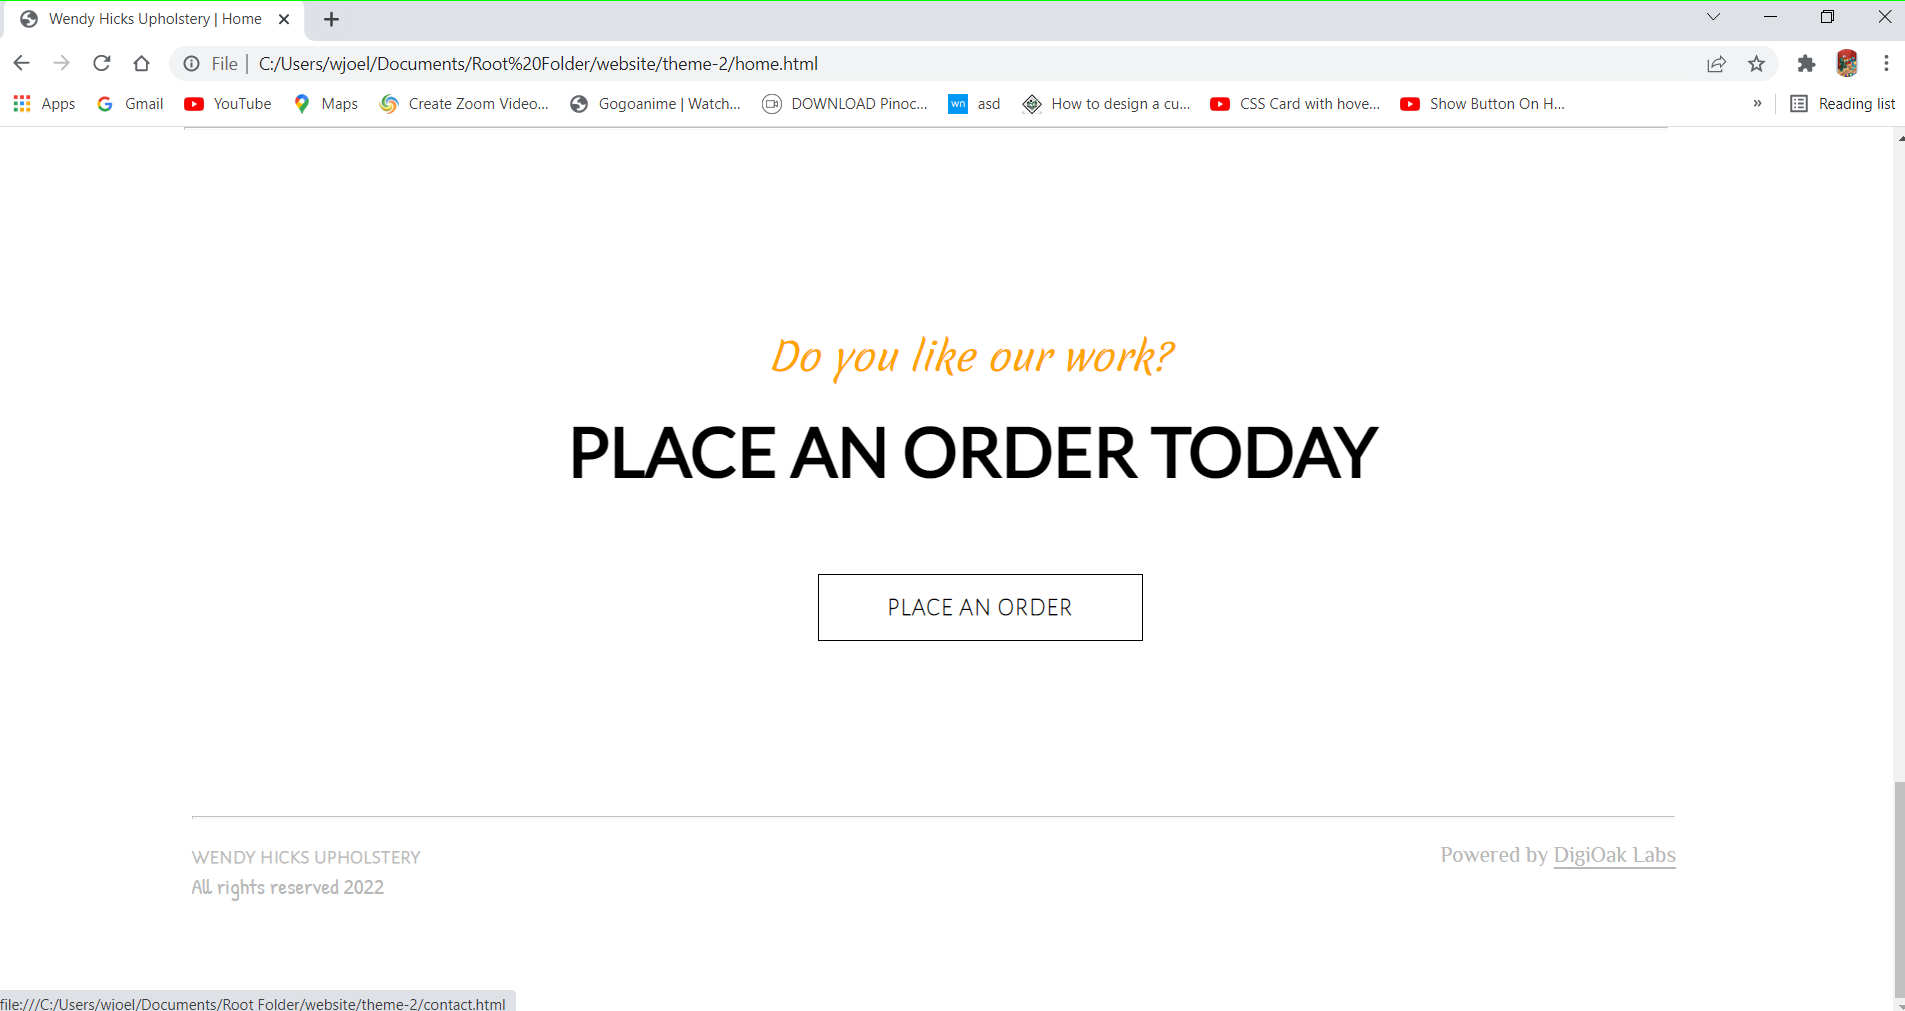 Wendy Hicks Upholstery | Home
File | C:/Users/wjoel/Documents/Root%20Folder/website/theme-2/home.html
Apps Gmail YouTube Maps Create Zoom Video... Gogoanime | Watch... DOWNLOAD Pinoc... wn asd How to design a cu... CSS Card with hove... Show Button On H... » Reading list
Do you like our work?
PLACE AN ORDER TODAY
PLACE AN ORDER
WENDY HICKS UPHOLSTERY
Powered by DigiOak Labs
All rights reserved 2022
file:///C:/Users/wjoel/Documents/Root Folder/website/theme-2/contact.html